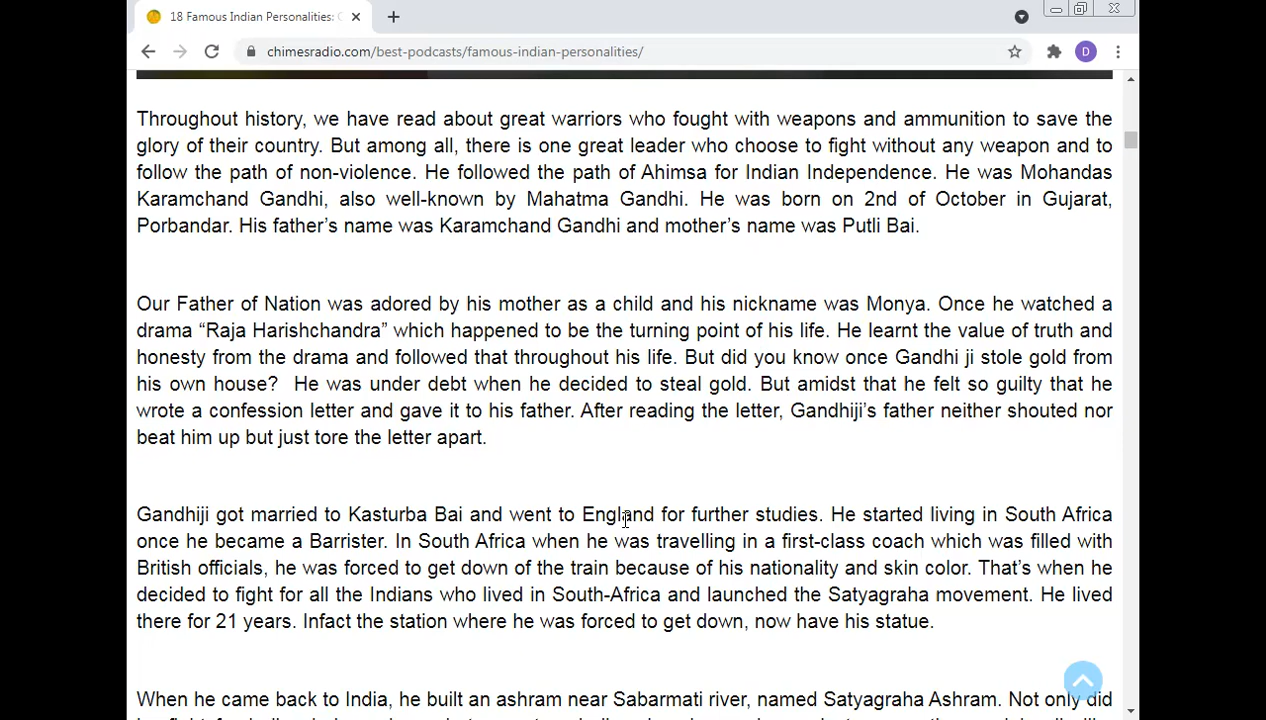 18 Famous Indian Personalities:
chimesradio.com/best-podcasts/famous-indian-personalities/
D
Throughout history, we have read about great warriors who fought with weapons and ammunition to save the
glory of their country. But among all, there is one great leader who choose to fight without any weapon and to
follow the path of non-violence. He followed the path of Ahimsa for Indian Independence. He was Mohandas
Karamchand Gandhi, also well-known by Mahatma Gandhi. He was born on 2nd of October in Gujarat,
Porbandar. His father’s name was Karamchand Gandhi and mother’s name was Putli Bai.
Our Father of Nation was adored by his mother as a child and his nickname was Monya. Once he watched a
drama “Raja Harishchandra” which happened to be the turning point of his life. He learnt the value of truth and
honesty from the drama and followed that throughout his life. But did you know once Gandhi ji stole gold from
his own house? He was under debt when he decided to steal gold. But amidst that he felt so guilty that he
wrote a confession letter and gave it to his father. After reading the letter, Gandhiji’s father neither shouted nor
beat him up but just tore the letter apart.
Gandhiji got married to Kasturba Bai and went to England for further studies. He started living in South Africa
once he became a Barrister. In South Africa when he was travelling in a first-class coach which was filled with
British officials, he was forced to get down of the train because of his nationality and skin color. That’s when he
decided to fight for all the Indians who lived in South-Africa and launched the Satyagraha movement. He lived
there for 21 years. Infact the station where he was forced to get down, now have his statue.
When he came back to India, he built an ashram near Sabarmati river, named Satyagraha Ashram. Not only did